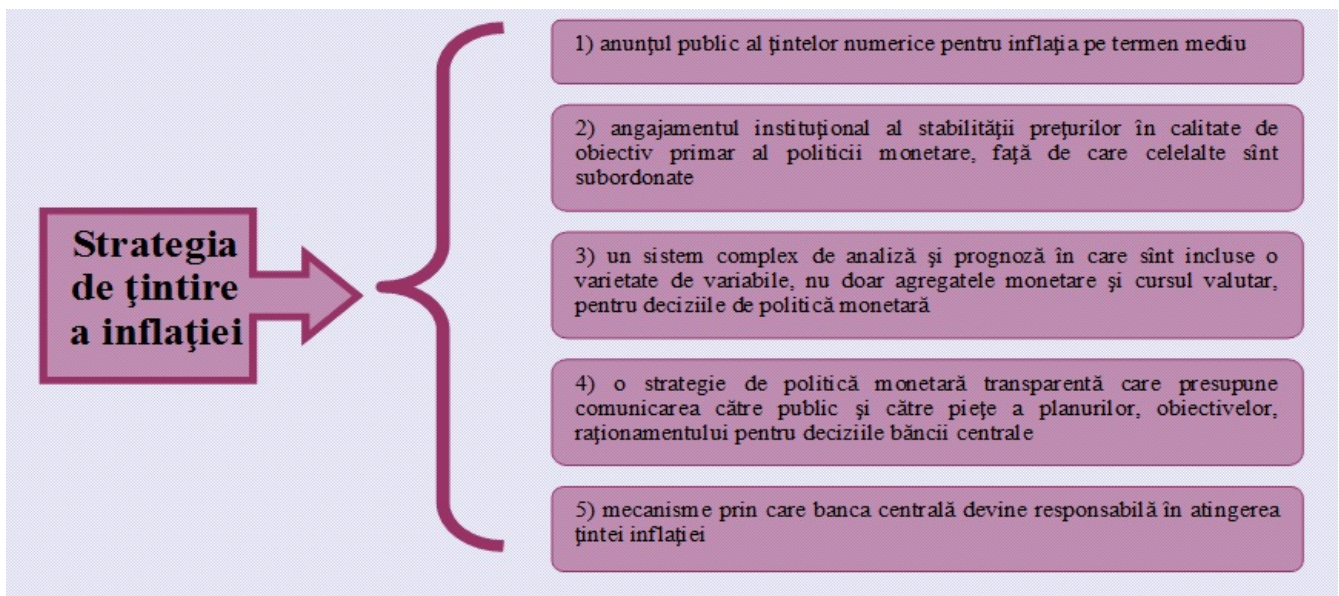 Strategia
de ţintire
a inflaţiei
1) anunţul public al ţintelor numerice pentru inflaţia pe termen mediu
2) angajamentul instituţional al stabilităţii preţurilor în calitate de
obiectiv primar al politicii monetare, faţă de care celelalte sînt
subordonate
3) un sistem complex de analiză şi prognoză în care sînt incluse o
varietate de variabile, nu doar agregatele monetare şi cursul valutar,
pentru deciziile de politică monetară
4) o strategie de politică monetară transparentă care presupune
comunicarea către public şi către pieţe a planurilor, obiectivelor,
raţionamentului pentru deciziile băncii centrale
5) mecanisme prin care banca centrală devine responsabilă în atingerea
ţintei inflaţiei